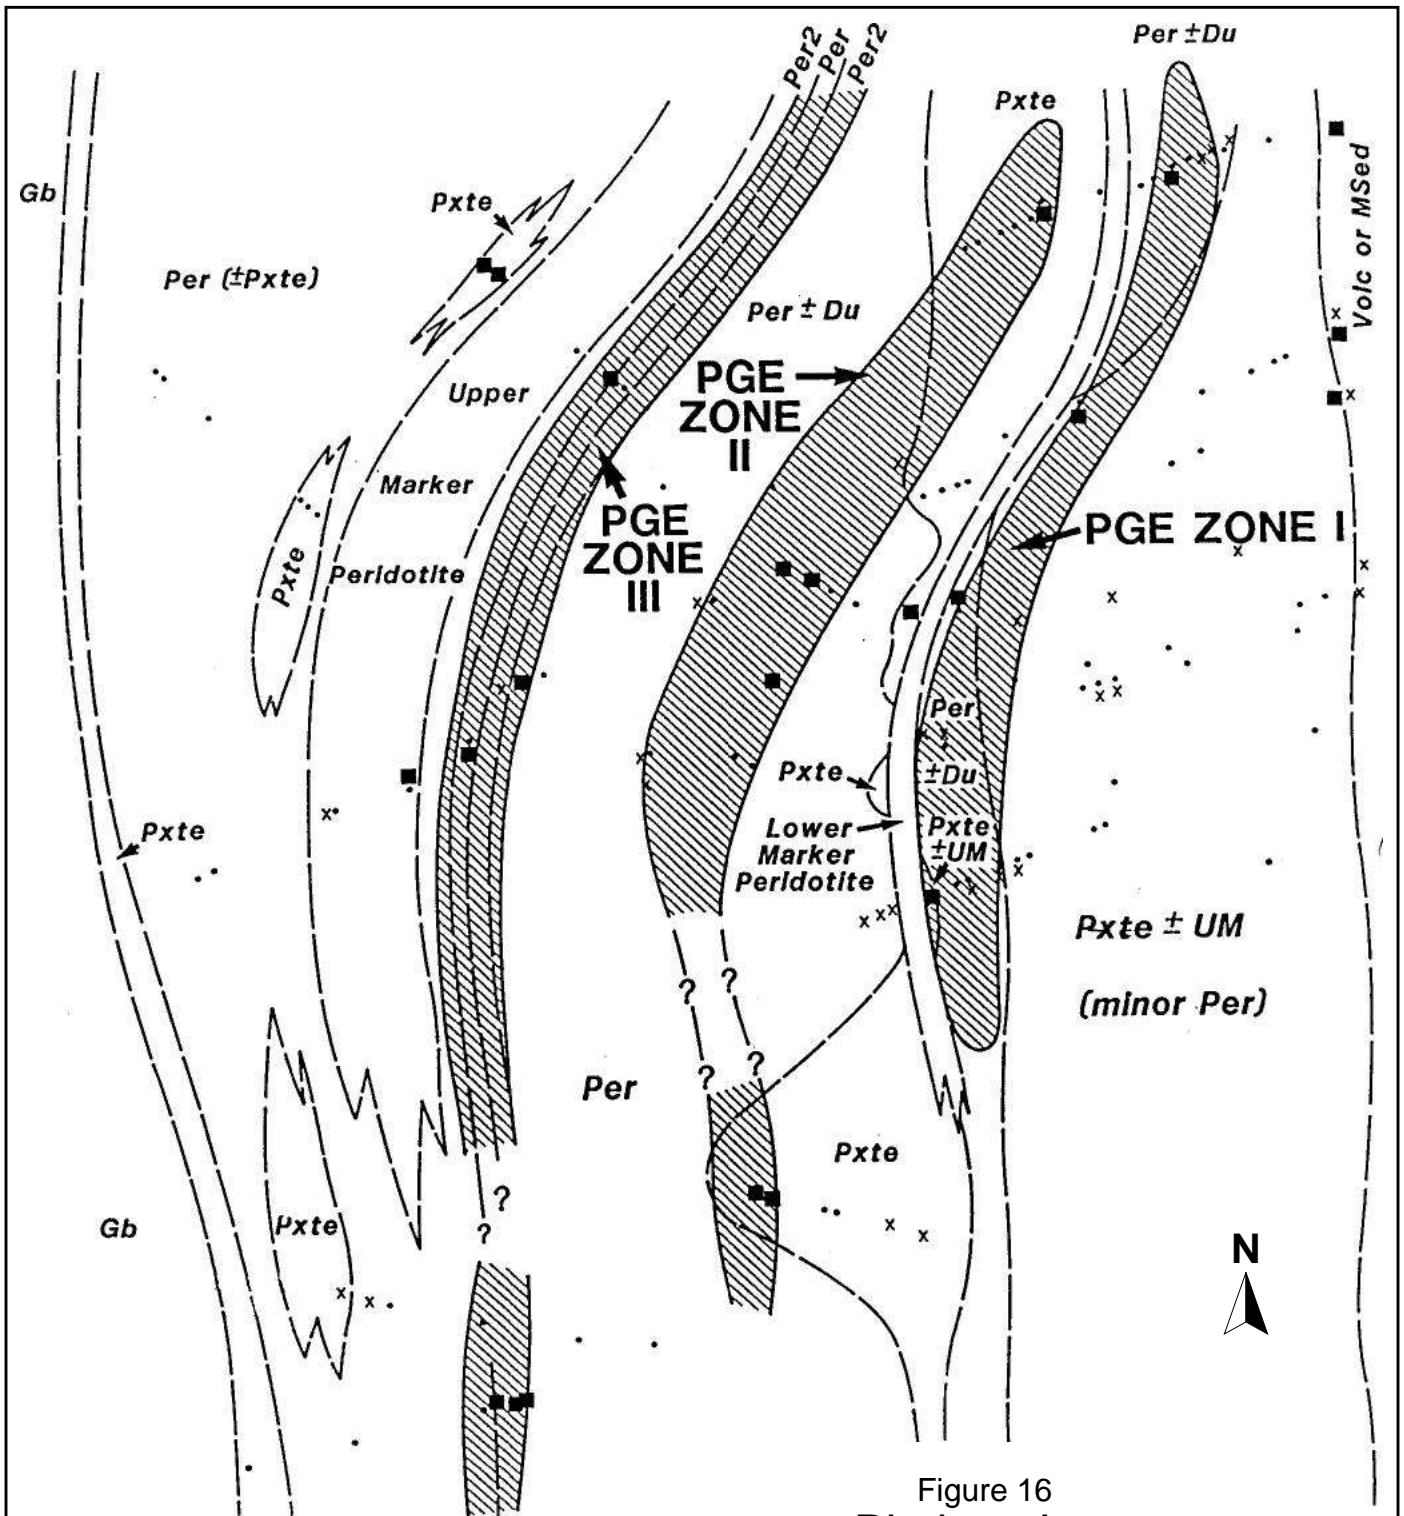 Per2
Per
Per2
Per ±Du
Pxte
Gb
Pxte
Volc or MSed
Per (±Pxte)
Per ± Du
Upper
Marker
Peridotite
PGE
ZONE
II
PGE
ZONE
III
PGE ZONE I
Pxte
Per
±Du
Pxte
±UM
Pxte
Lower
Marker
Peridotite
Pxte
Pxte ± UM
(minor Per)
?
?
?
?
Per
Pxte
?
?
Gb
Pxte
N
Figure 16